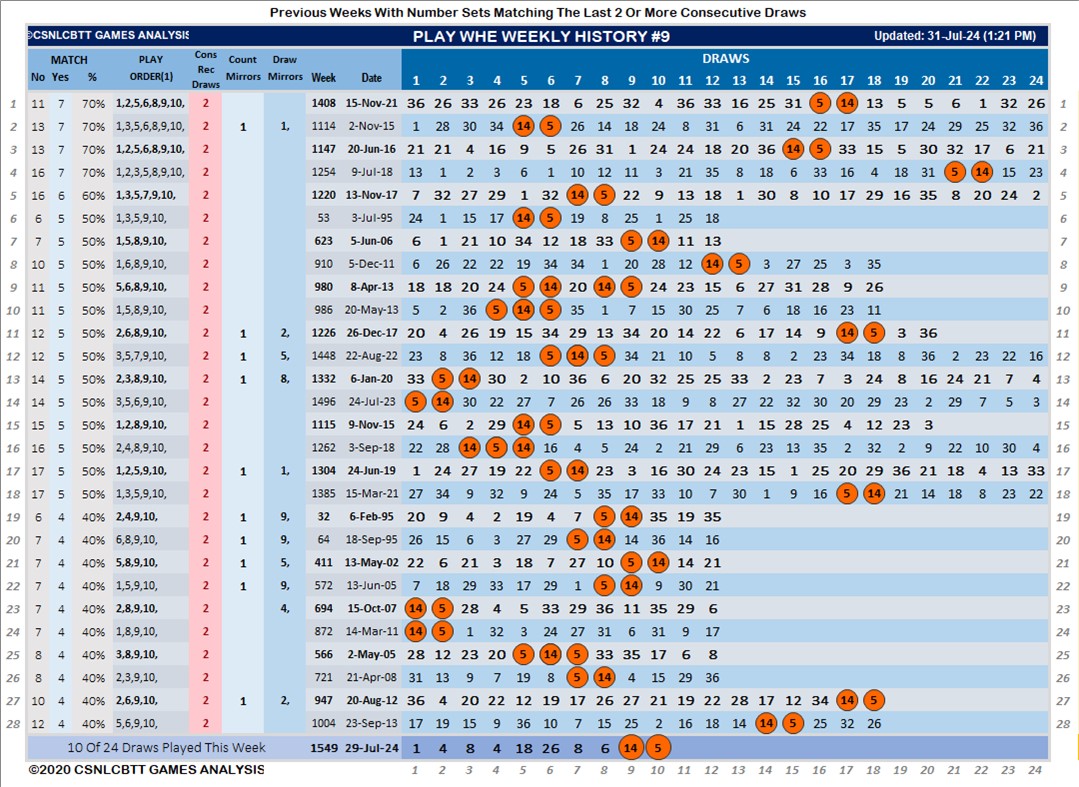 Previous Weeks With Number Sets Matching The Last 2 Or More Consecutive Draws
©CSNLCBTT GAMES ANALYSIS PLAY WHE WEEKLY HISTORY #9 Updated: 31-Jul-24 (1:21 PM)
MATCH PLAY Cons Count Draw DRAWS
No Yes % ORDER(1) Rec Draws Mirrors Mirrors Week Date 1 2 3 4 5 6 7 8 9 10 11 12 13 14 15 16 17 18 19 20 21 22 23 24
1 11 7 70% 1,2,5,6,8,9,10, 2 1408 15-Nov-21 36 26 33 26 23 18 6 25 32 4 36 33 16 25 31 5 14 13 5 5 6 1 32 26 1
2 13 7 70% 1,3,5,6,8,9,10, 2 1 1, 1114 2-Nov-15 1 28 30 34 14 5 26 14 18 24 8 31 6 31 24 22 17 35 17 24 29 25 32 36 2
3 13 7 70% 1,2,5,6,8,9,10, 2 1147 20-Jun-16 21 21 4 16 9 5 26 31 1 24 24 18 20 36 14 5 33 15 5 30 32 17 6 21 3
4 16 7 70% 1,2,3,5,8,9,10, 2 1254 9-Jul-18 13 1 2 3 6 1 10 12 11 3 21 35 8 18 6 33 16 4 18 31 5 14 15 23 4
5 16 6 60% 1,3,5,7,9,10, 2 1220 13-Nov-17 7 32 27 29 1 32 14 5 22 9 13 18 1 30 8 10 17 29 16 35 8 20 24 2 5
6 6 5 50% 1,3,5,9,10, 2 53 3-Jul-95 24 1 15 17 14 5 19 8 25 1 25 18 6
7 7 5 50% 1,5,8,9,10, 2 623 5-Jun-06 6 1 21 10 34 12 18 33 5 14 11 13 7
8 10 5 50% 1,6,8,9,10, 2 910 5-Dec-11 6 26 22 22 19 34 34 1 20 28 12 14 5 3 27 25 3 35 8
9 11 5 50% 5,6,8,9,10, 2 980 8-Apr-13 18 18 20 24 5 14 20 14 5 24 23 15 6 27 31 28 9 26 9
10 11 5 50% 1,5,8,9,10, 2 986 20-May-13 5 2 36 5 14 5 35 1 7 15 30 25 7 6 18 16 23 11 10
11 12 5 50% 2,6,8,9,10, 2 1 2, 1226 26-Dec-17 20 4 26 19 15 34 29 13 34 20 14 22 6 17 14 9 14 5 3 36 11
12 12 5 50% 3,5,7,9,10, 2 1 5, 1448 22-Aug-22 23 8 36 12 18 5 14 5 34 21 10 5 8 8 2 23 34 18 8 36 2 23 22 16 12
13 14 5 50% 2,3,8,9,10, 2 1 8, 1332 6-Jan-20 33 5 14 30 2 10 36 6 20 32 25 25 33 2 23 7 3 24 8 16 24 21 7 4 13
14 14 5 50% 3,5,6,9,10, 2 1496 24-Jul-23 5 14 30 22 27 7 26 26 33 18 9 8 27 22 32 30 20 29 23 2 29 7 5 3 14
15 15 5 50% 1,2,8,9,10, 2 1115 9-Nov-15 24 6 2 29 14 5 5 13 10 36 17 21 1 15 28 25 4 12 23 3 15
16 16 5 50% 2,4,8,9,10, 2 1262 3-Sep-18 22 28 14 5 14 16 4 5 24 2 21 29 6 23 13 35 2 32 2 9 22 10 30 4 16
17 16 5 50% 1,2,5,9,10, 2 1 1, 1304 24-Jun-19 1 24 27 19 22 5 14 23 3 16 30 24 23 15 1 25 20 29 36 21 18 4 13 33 17
18 17 5 50% 1,3,5,9,10, 2 1385 15-Mar-21 27 34 9 32 9 24 5 35 17 33 10 7 30 1 9 16 5 14 21 14 18 8 23 22 18
19 6 4 40% 2,4,9,10, 2 1 9, 32 6-Feb-95 20 9 4 2 19 4 7 5 14 35 19 35 19
20 7 4 40% 6,8,9,10, 2 1 9, 64 18-Sep-95 26 15 6 3 27 29 5 14 14 36 14 16 20
21 7 4 40% 5,8,9,10, 2 1 5, 411 13-May-02 22 6 21 3 18 7 27 10 5 14 14 21 21
22 7 4 40% 1,5,9,10, 2 1 9, 572 13-Jun-05 7 18 29 33 17 29 1 5 14 9 30 21 22
23 7 4 40% 2,8,9,10, 2 4, 694 15-Oct-07 14 5 28 4 5 33 29 36 11 35 29 6 23
24 7 4 40% 1,8,9,10, 2 872 14-Mar-11 14 5 1 32 3 24 27 31 6 31 9 17 24
25 8 4 40% 3,8,9,10, 2 566 2-May-05 28 12 23 20 5 14 5 33 35 17 6 8 25
26 8 4 40% 2,3,9,10, 2 721 21-Apr-08 31 13 9 7 19 8 5 14 4 15 29 36 26
27 10 4 40% 2,6,9,10, 2 1 2, 947 20-Aug-12 36 4 20 22 12 19 17 26 27 21 19 22 28 17 12 34 14 5 27
28 12 4 40% 5,6,9,10, 2 1004 23-Sep-13 17 19 15 9 36 10 7 15 25 2 16 18 14 14 5 25 32 26 28
10 Of 24 Draws Played This Week 1549 29-Jul-24 1 4 8 4 18 26 8 6 14 5
©2020 CSNLCBTT GAMES ANALYSIS 1 2 3 4 5 6 7 8 9 10 11 12 13 14 15 16 17 18 19 20 21 22 23 24